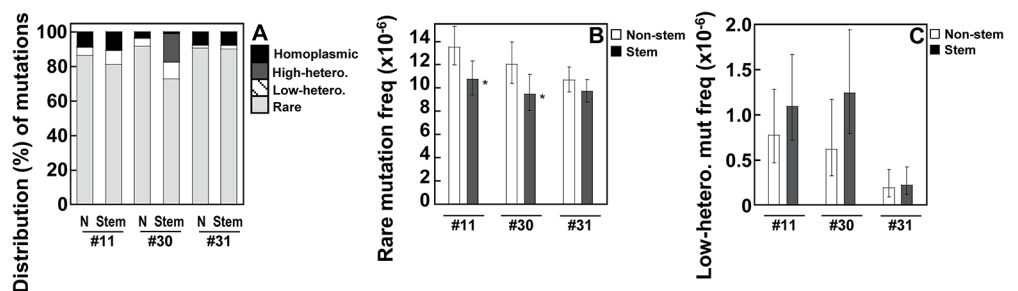 Distribution (%) of mutations
100
80
60
40
20
0
N Stem N Stem N Stem
#11 #30 #31
A
Homoplasmic
High-hetero.
Low-hetero.
Rare
Rare mutation freq (x10-6)
16
14
12
10
8
6
4
2
0
*
*
#11 #30 #31
B
Non-stem
Stem
Low-hetero. mut freq (x10-6)
2.0
1.5
1.0
0.5
0
#11 #30 #31
C
Non-stem
Stem